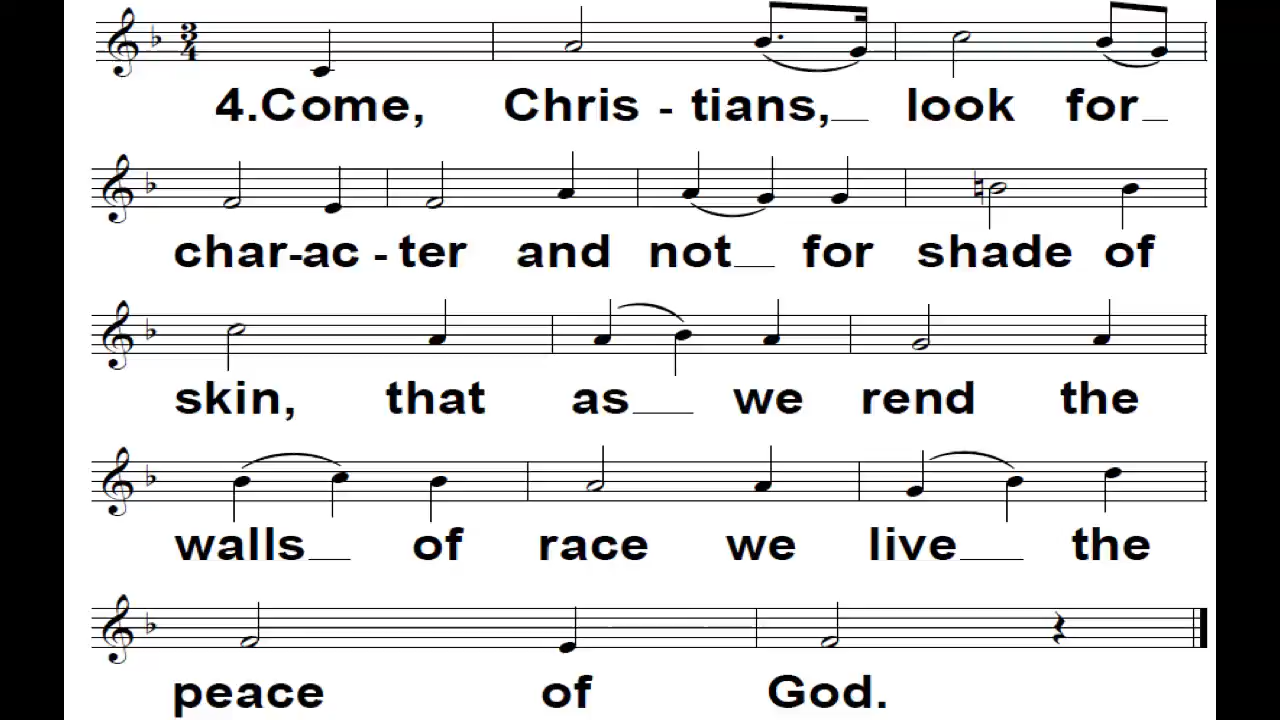 4.Come, Chris - tians, look for
char-ac - ter and not for shade of
skin, that as we rend the
walls of race we live the
peace of God.